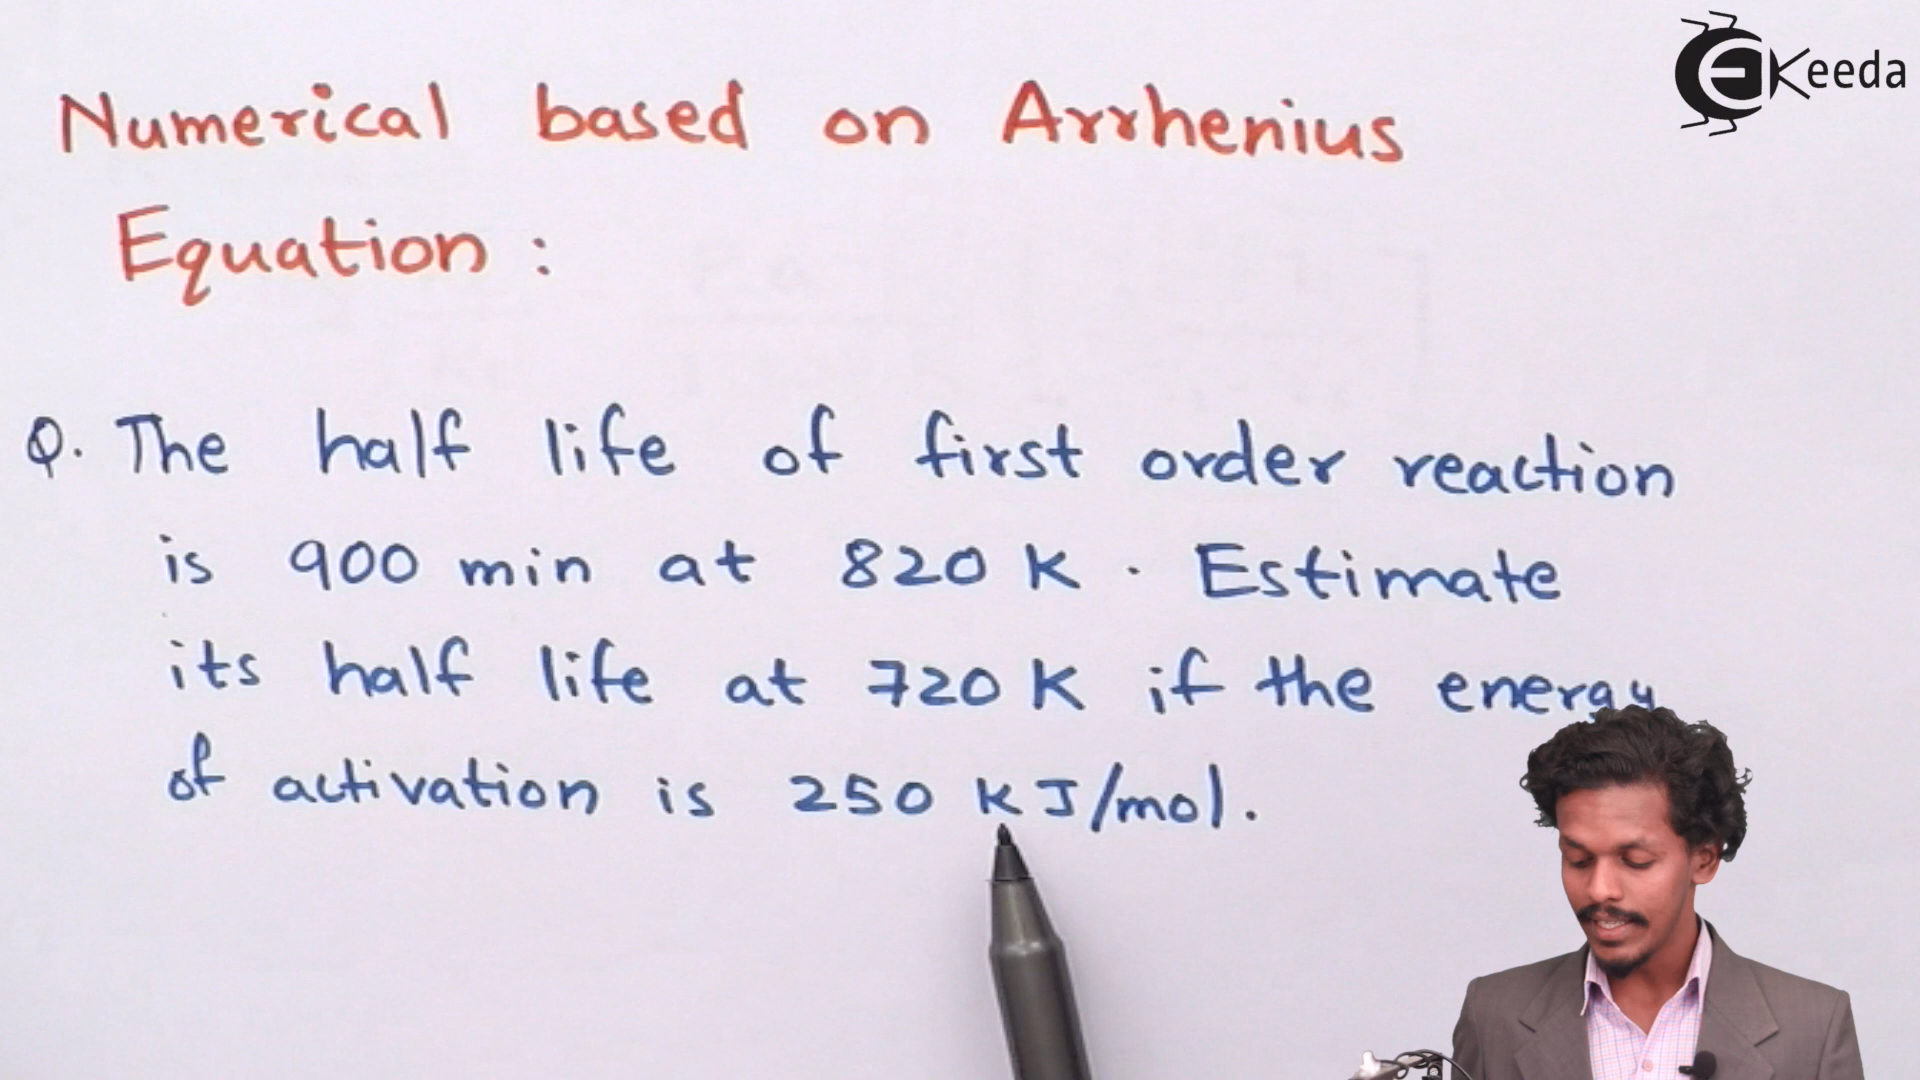 EKeeda
Numerical based on Arrhenius
Equation :
Q. The half life of first order reaction
is 900 min at 820 K . Estimate
its half life at 720 K if the energy
of activation is 250 KJ/mol.